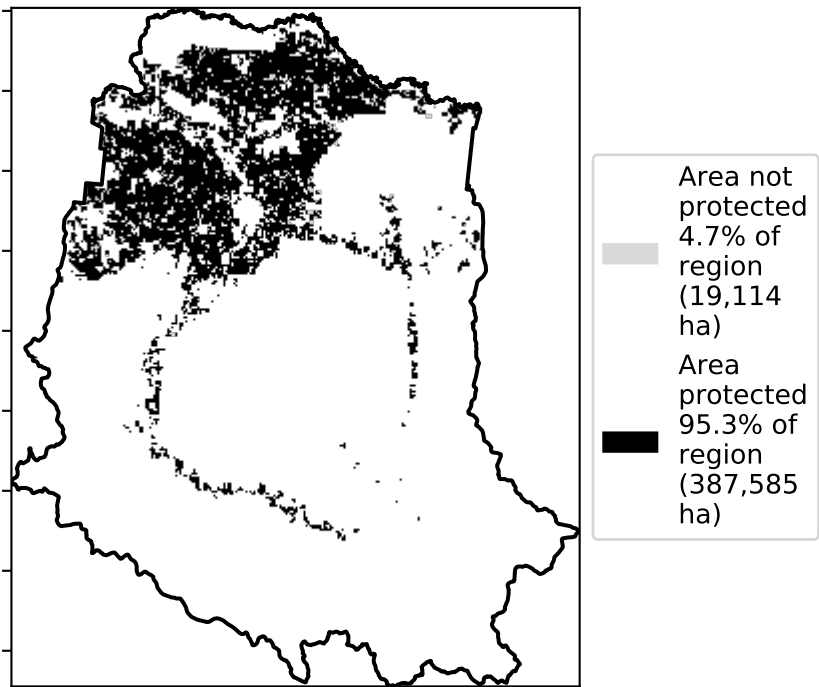 Area not
protected
4.7% of
region
(19,114
ha)
Area
protected
95.3% of
region
(387,585
ha)